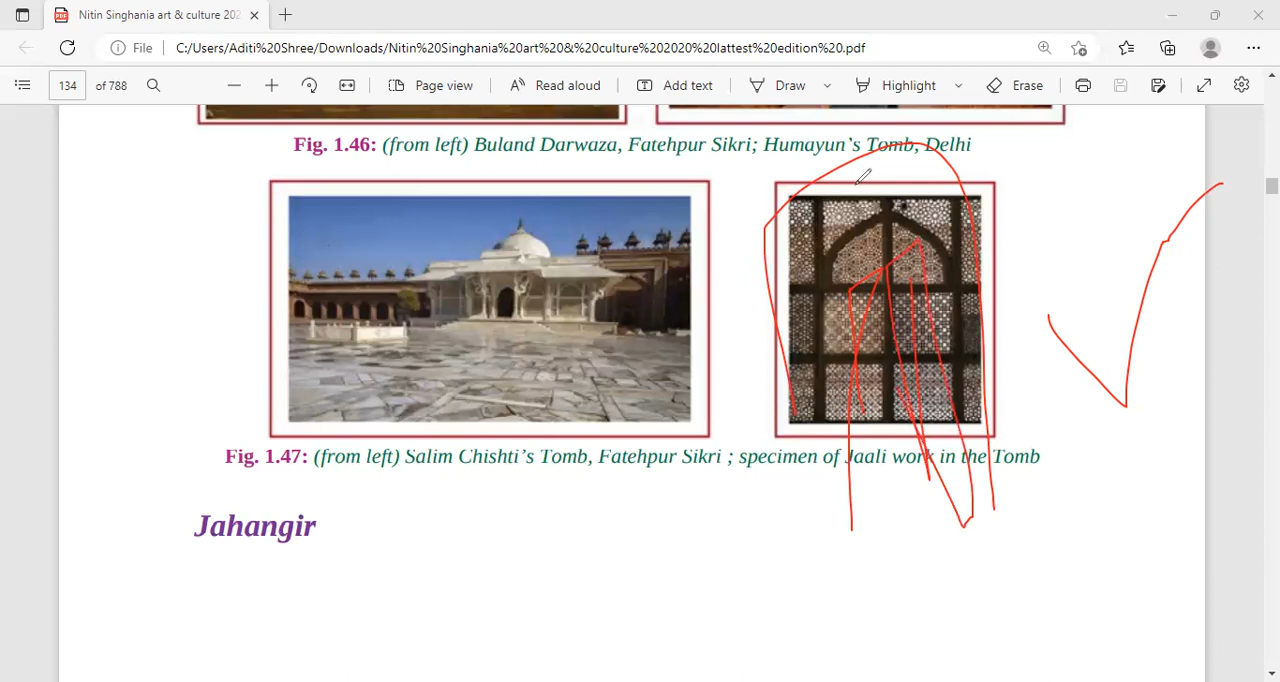 Nitin Singhania art & culture 202
File
C:/Users/Aditi%20Shree/Downloads/Nitin%20Singhania%20art%20&%20culture%202020%20lattest%20edition%20.pdf
134 of 788
Page view
Read aloud
Add text
Draw
Highlight
Erase
Fig. 1.46: (from left) Buland Darwaza, Fatehpur Sikri; Humayun's Tomb, Delhi
Fig. 1.47: (from left) Salim Chishti's Tomb, Fatehpur Sikri ; specimen of Jaali work in the Tomb
Jahangir